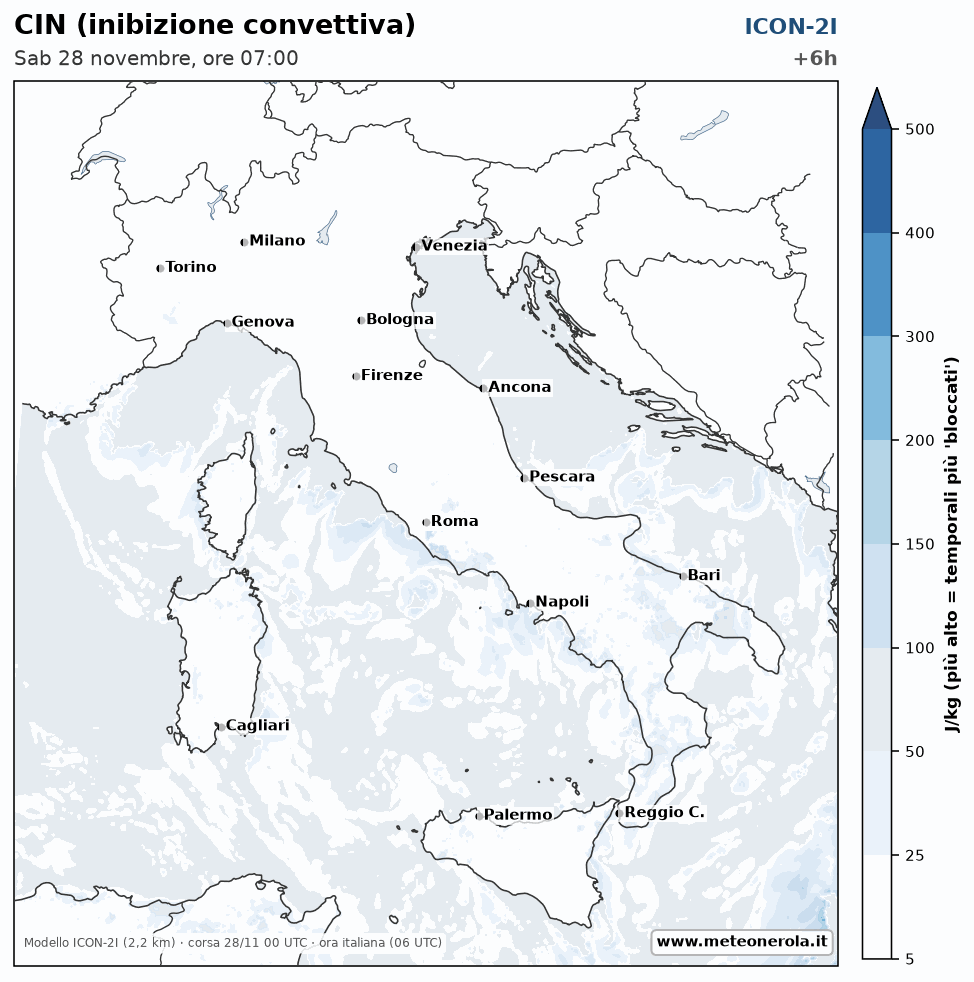 CIN (inibizione convettiva)
ICON-2I
Sab 28 novembre, ore 07:00
+6h
500
400
300
200
150
100
50
25
5
J/kg (più alto = temporali più 'bloccati')
Milano
Venezia
Torino
Genova
Bologna
Firenze
Ancona
Pescara
Roma
Bari
Napoli
Cagliari
Palermo
Reggio C.
Modello ICON-2I (2,2 km) · corsa 28/11 00 UTC · ora italiana (06 UTC)
www.meteonerola.it